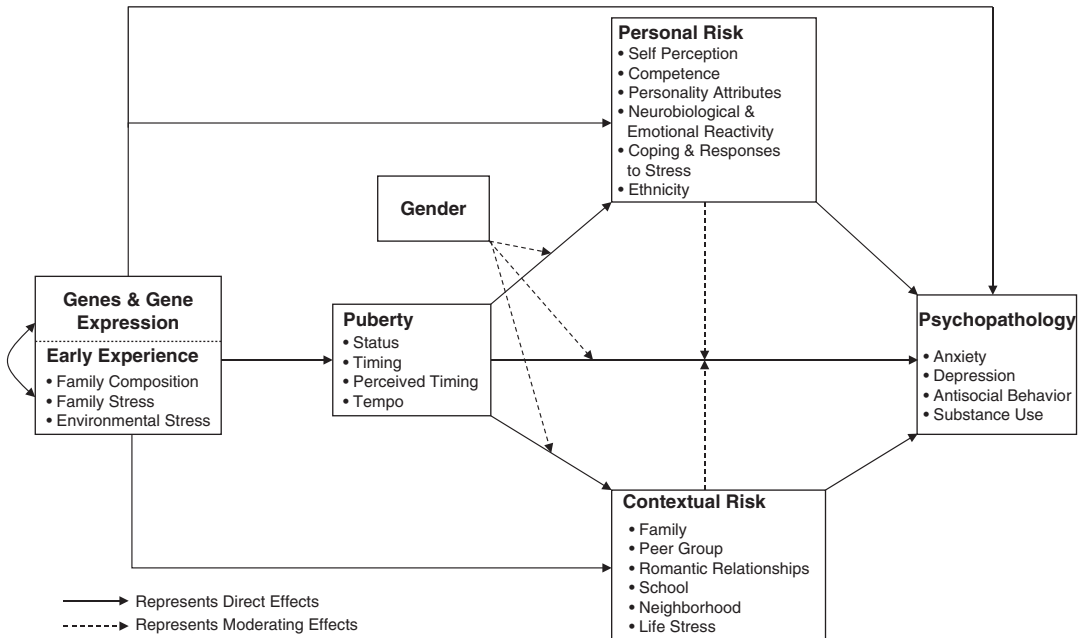 Personal Risk
• Self Perception
• Competence
• Personality Attributes
• Neurobiological &
Emotional Reactivity
• Coping & Responses
to Stress
• Ethnicity
Gender
Genes & Gene
Expression
Early Experience
• Family Composition
• Family Stress
• Environmental Stress
Puberty
• Status
• Timing
• Perceived Timing
• Tempo
Psychopathology
• Anxiety
• Depression
• Antisocial Behavior
• Substance Use
Contextual Risk
• Family
• Peer Group
• Romantic Relationships
• School
• Neighborhood
• Life Stress
Represents Direct Effects
Represents Moderating Effects